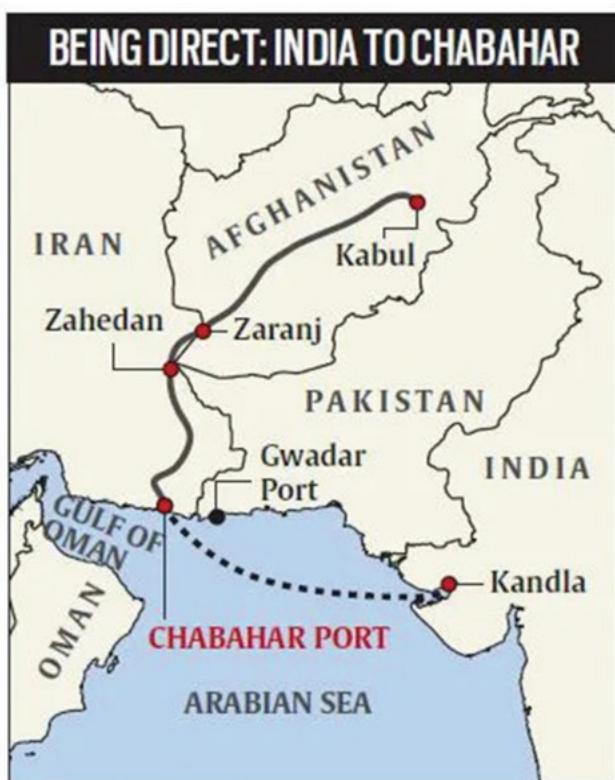 BEING DIRECT: INDIA TO CHABAHAR
AFGHANISTAN
IRAN
Kabul
Zahedan
Zaranj
PAKISTAN
INDIA
Gwadar
Port
GULF OF
OMAN
Kandla
OMAN
CHABAHAR PORT
ARABIAN SEA